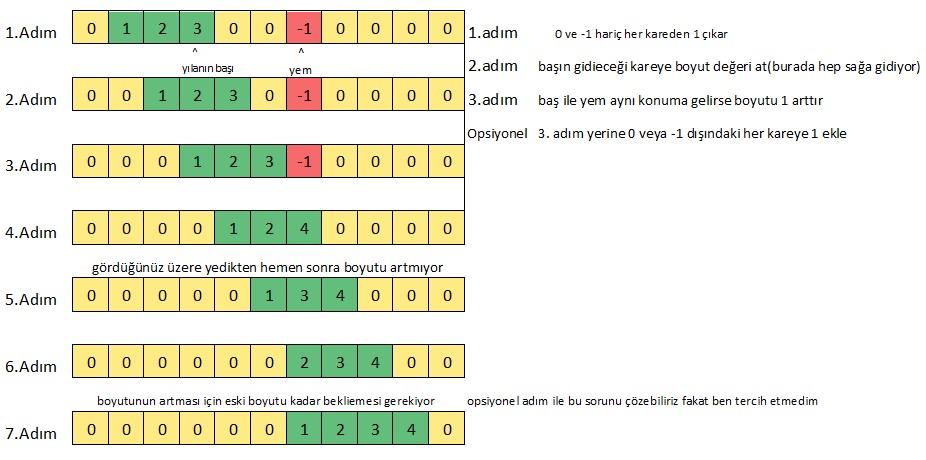 1.Adım 0 1 2 3 0 0 -1 0 0 0 0 1.adım 0 ve -1 hariç her kareden 1 çıkar
^ ^
yılanın başı yem 2.adım başın gidieceği kareye boyut değeri at(burada hep sağa gidiyor)
2.Adım 0 0 1 2 3 0 -1 0 0 0 0 3.adım baş ile yem aynı konuma gelirse boyutu 1 arttır
Opsiyonel 3. adım yerine 0 veya -1 dışındaki her kareye 1 ekle
3.Adım 0 0 0 1 2 3 -1 0 0 0 0
4.Adım 0 0 0 0 1 2 4 0 0 0 0
gördüğünüz üzere yedikten hemen sonra boyutu artmıyor
5.Adım 0 0 0 0 0 1 3 4 0 0 0
6.Adım 0 0 0 0 0 0 2 3 4 0 0
boyutunun artması için eski boyutu kadar bekliemesi gerekiyor opsiyonel adım ile bu sorunu çözebiliriz fakat ben tercih etmedim
7.Adım 0 0 0 0 0 0 1 2 3 4 0